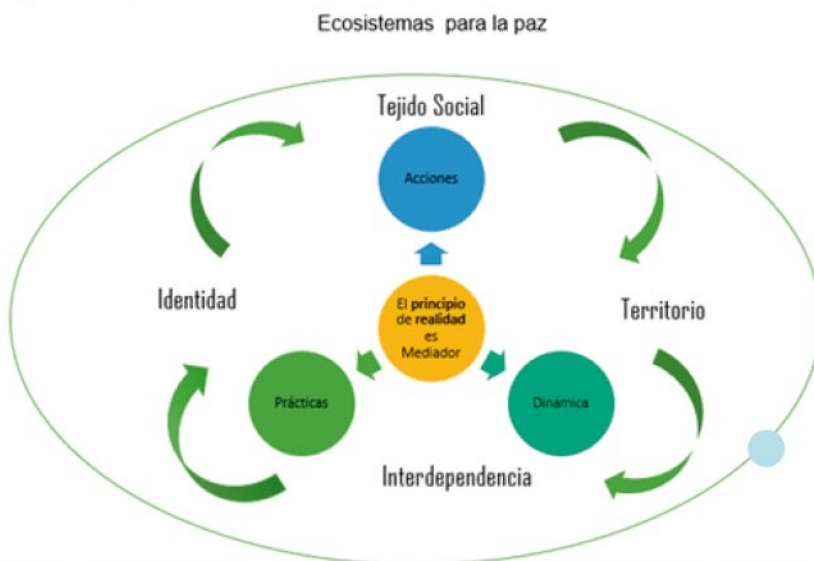 Ecosistemas para la paz
Tejido Social
Acciones
Identidad
El principio
de realidad
es
Mediador
Territorio
Prácticas
Dinámica
Interdependencia